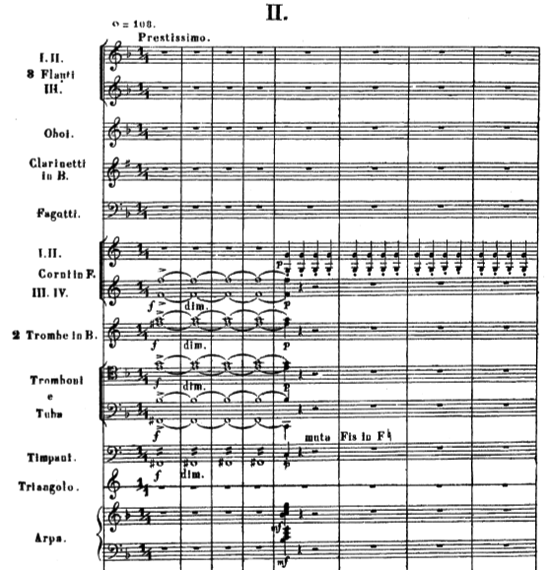 II.
𝅝 = 108.
Prestissimo.
I. II.
3 Flauti
III.
Oboi.
Clarinetti
in B.
Fagotti.
I. II.
Corni in F.
III. IV.
p
f dim. p
2 Trombe in B.
f dim. p
Tromboni
e
Tuba
f dim. p
f
muta Fis in F♮
Timpani.
f dim. p
Triangolo.
Arpa.
mf
mf